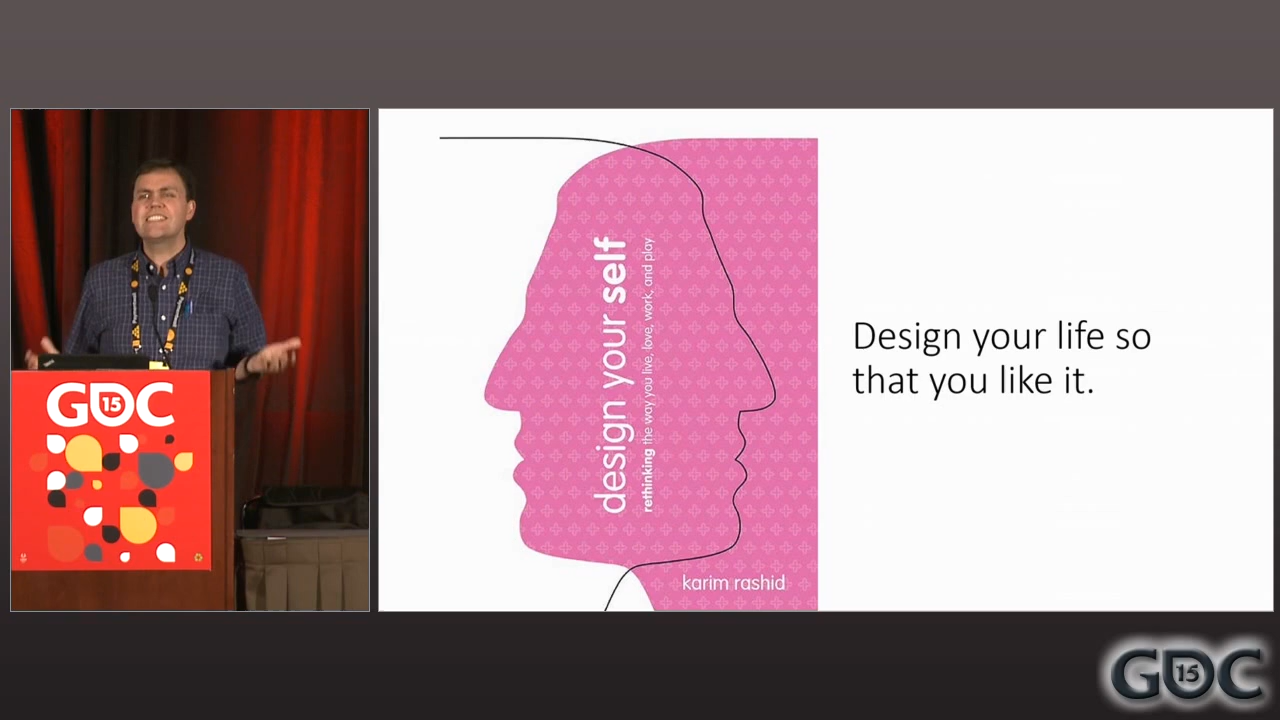 GDC
15
design your self
rethinking the way you live, love, work, and play
karim rashid
Design your life so
that you like it.
GDC
15